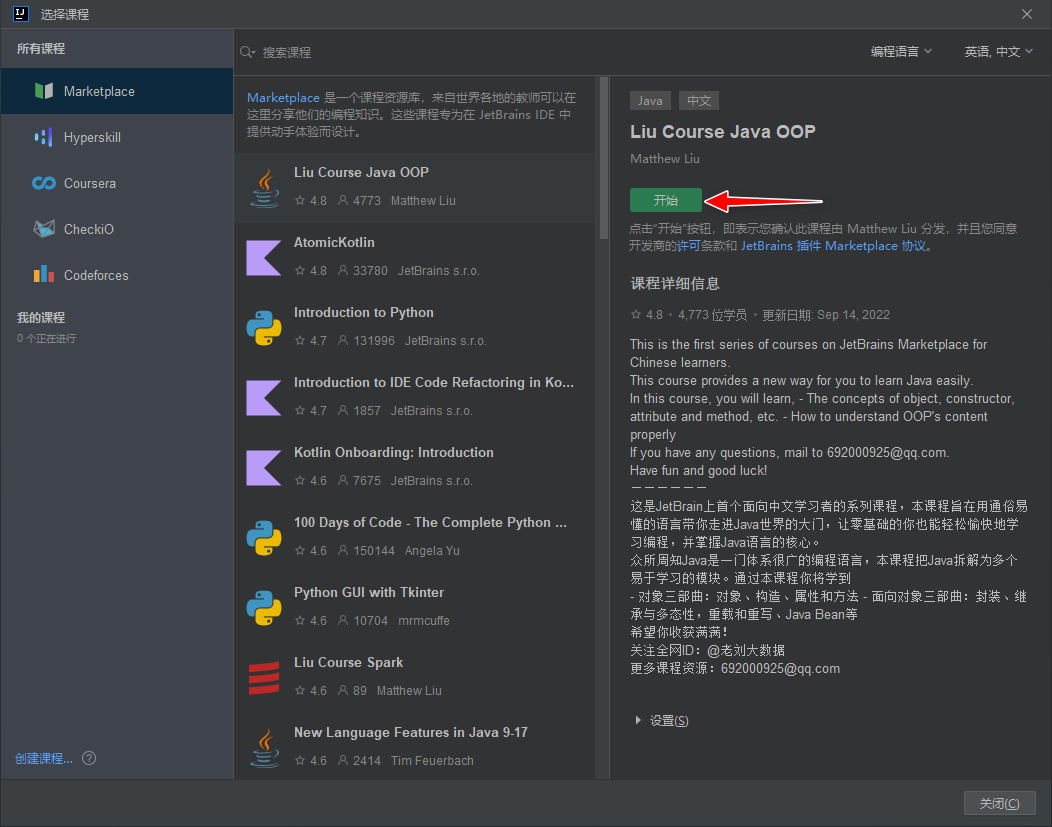 选择课程
所有课程
Marketplace
Hyperskill
Coursera
CheckiO
Codeforces
我的课程
0 个正在进行
创建课程...
搜索课程
编程语言
英语, 中文
Marketplace 是一个课程资源库，来自世界各地的教师可以在
这里分享他们的编程知识。这些课程专为在 JetBrains IDE 中
提供动手体验而设计。
Liu Course Java OOP
4.8 4773 Matthew Liu
AtomicKotlin
4.8 33780 JetBrains s.r.o.
Introduction to Python
4.7 131996 JetBrains s.r.o.
Introduction to IDE Code Refactoring in Ko...
4.7 1857 JetBrains s.r.o.
Kotlin Onboarding: Introduction
4.6 7675 JetBrains s.r.o.
100 Days of Code - The Complete Python ...
4.6 150144 Angela Yu
Python GUI with Tkinter
4.6 10704 mrmcuffe
Liu Course Spark
4.6 89 Matthew Liu
New Language Features in Java 9-17
4.6 2414 Tim Feuerbach
Java 中文
Liu Course Java OOP
Matthew Liu
开始
点击“开始”按钮，即表示您确认此课程由 Matthew Liu 分发，并且您同意
开发商的许可条款和 JetBrains 插件 Marketplace 协议。
课程详细信息
4.8 • 4,773 位学员 • 更新日期: Sep 14, 2022
This is the first series of courses on JetBrains Marketplace for
Chinese learners.
This course provides a new way for you to learn Java easily.
In this course, you will learn, - The concepts of object, constructor,
attribute and method, etc. - How to understand OOP's content
properly
If you have any questions, mail to 692000925@qq.com.
Have fun and good luck!
－－－－－－
这是JetBrain上首个面向中文学习者的系列课程，本课程旨在用通俗易
懂的语言带你走进Java世界的大门，让零基础的你也能轻松愉快地学
习编程，并掌握Java语言的核心。
众所周知Java是一门体系很广的编程语言，本课程把Java拆解为多个
易于学习的模块。通过本课程你将学到
- 对象三部曲：对象、构造、属性和方法 - 面向对象三部曲：封装、继
承与多态性，重载和重写、Java Bean等
希望你收获满满！
关注全网ID：@老刘大数据
更多课程资源：692000925@qq.com
设置(S)
关闭(C)